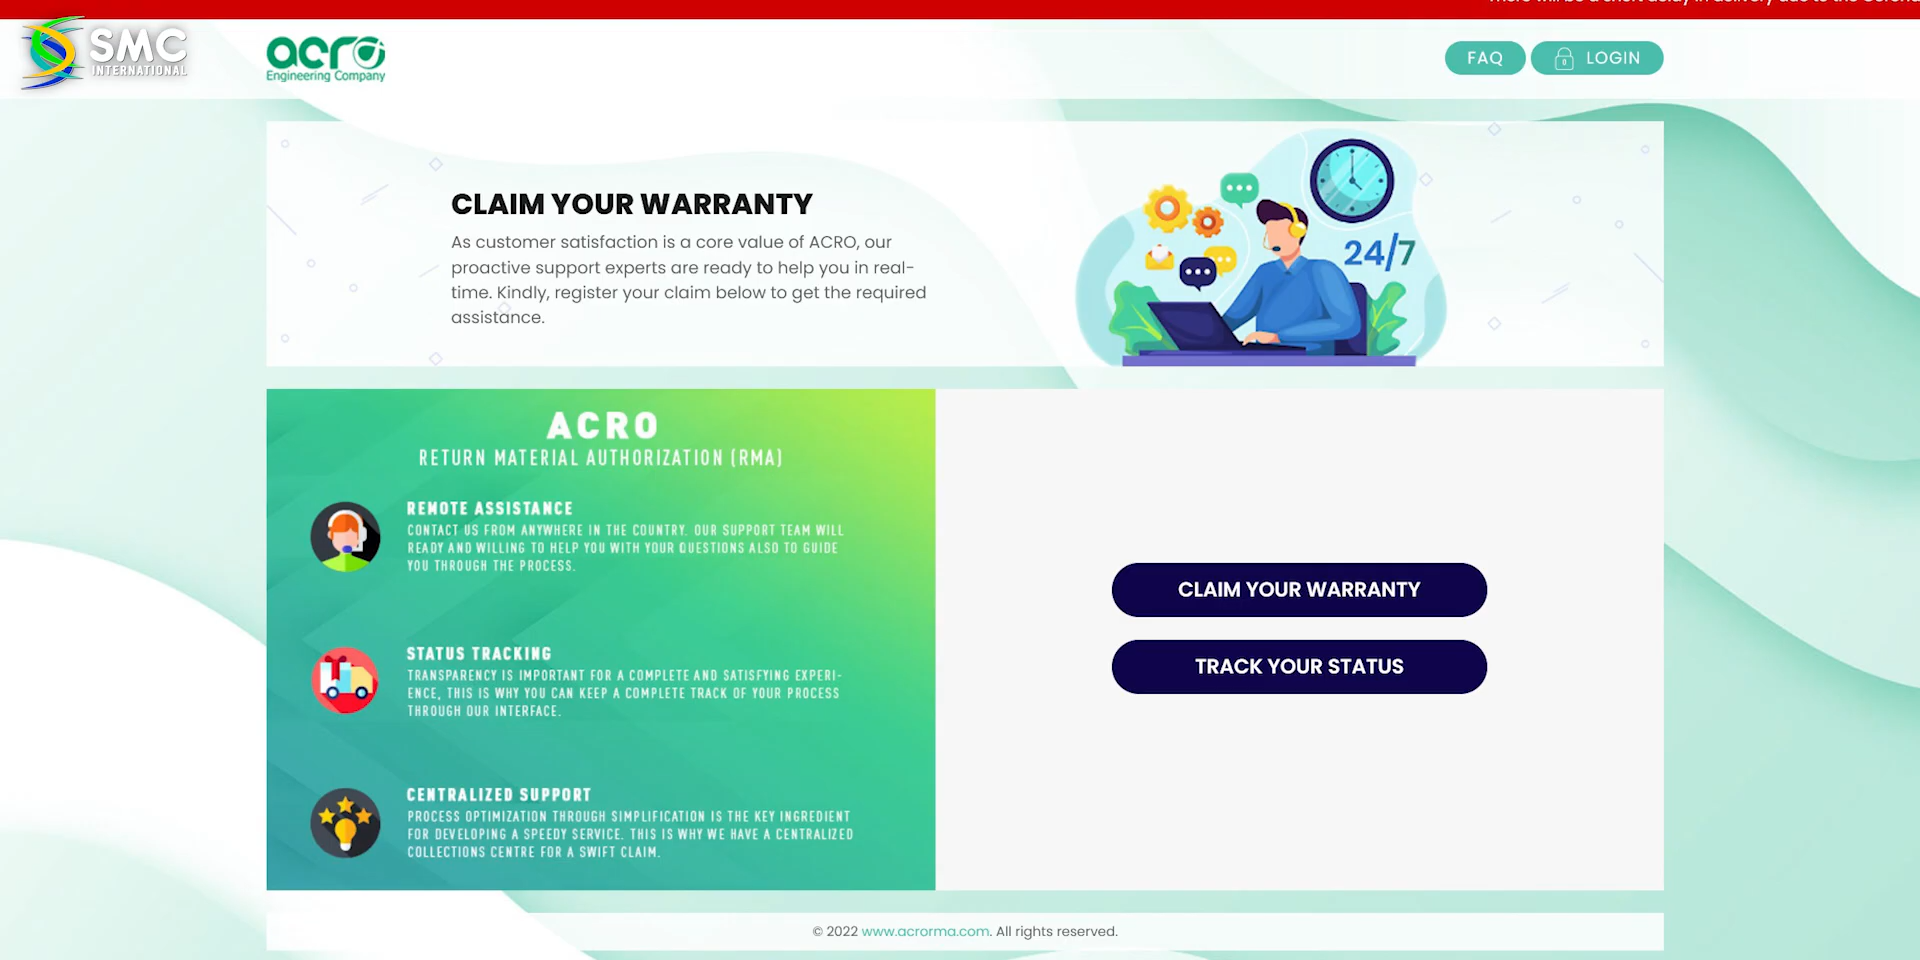 SMC
INTERNATIONAL
acro
Engineering Company
FAQ
LOGIN
CLAIM YOUR WARRANTY
As customer satisfaction is a core value of ACRO, our
proactive support experts are ready to help you in real-
time. Kindly, register your claim below to get the required
assistance.
24/7
ACRO
RETURN MATERIAL AUTHORIZATION (RMA)
REMOTE ASSISTANCE
CONTACT US FROM ANYWHERE IN THE COUNTRY. OUR SUPPORT TEAM WILL
READY AND WILLING TO HELP YOU WITH YOUR QUESTIONS ALSO TO GUIDE
YOU THROUGH THE PROCESS.
STATUS TRACKING
TRANSPARENCY IS IMPORTANT FOR A COMPLETE AND SATISFYING EXPERI-
ENCE, THIS IS WHY YOU CAN KEEP A COMPLETE TRACK OF YOUR PROCESS
THROUGH OUR INTERFACE.
CENTRALIZED SUPPORT
PROCESS OPTIMIZATION THROUGH SIMPLIFICATION IS THE KEY INGREDIENT
FOR DEVELOPING A SPEEDY SERVICE. THIS IS WHY WE HAVE A CENTRALIZED
COLLECTIONS CENTRE FOR A SWIFT CLAIM.
CLAIM YOUR WARRANTY
TRACK YOUR STATUS
© 2022 www.acrorma.com. All rights reserved.